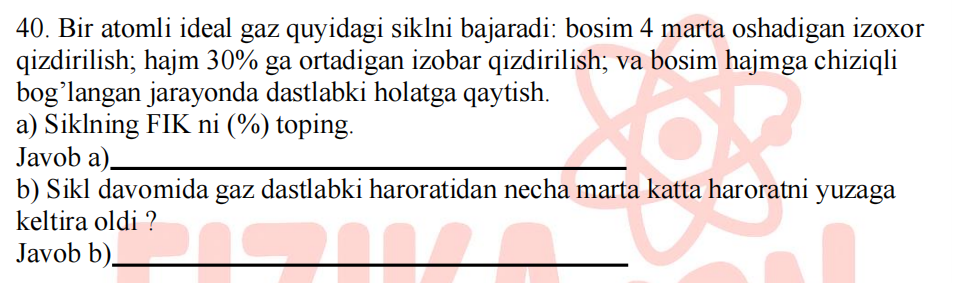 40. Bir atomli ideal gaz quyidagi siklni bajaradi: bosim 4 marta oshadigan izoxor
qizdirilish; hajm 30% ga ortadigan izobar qizdirilish; va bosim hajmga chiziqli
bog’langan jarayonda dastlabki holatga qaytish.
a) Siklning FIK ni (%) toping.
Javob a)
b) Sikl davomida gaz dastlabki haroratidan necha marta katta haroratni yuzaga
keltira oldi ?
Javob b)